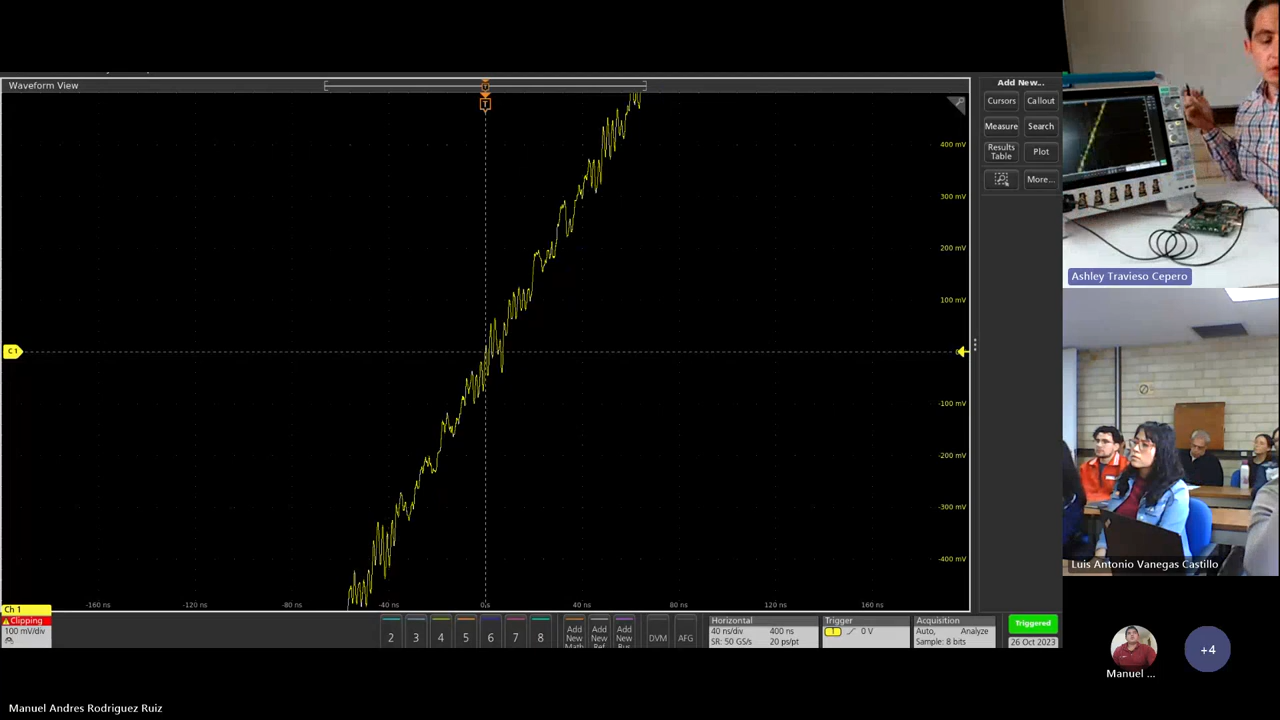 Waveform View
T
T
Add New...
Cursors
Callout
Measure
Search
Results
Table
Plot
More...
400 mV
300 mV
200 mV
100 mV
C 1
-100 mV
-200 mV
-300 mV
-400 mV
-160 ns
-120 ns
-80 ns
-40 ns
0s
40 ns
80 ns
120 ns
160 ns
Ch 1
Clipping
100 mV/div
2
3
4
5
6
7
8
Add
New
Math
Add
New
Ref
Add
New
Bus
DVM
AFG
Horizontal
40 ns/div 400 ns
SR: 50 GS/s 20 ps/pt
Trigger
1 0 V
Acquisition
Auto, Analyze
Sample: 8 bits
Triggered
26 Oct 2023
Ashley Travieso Cepero
Luis Antonio Vanegas Castillo
Manuel ...
+4
Manuel Andres Rodriguez Ruiz